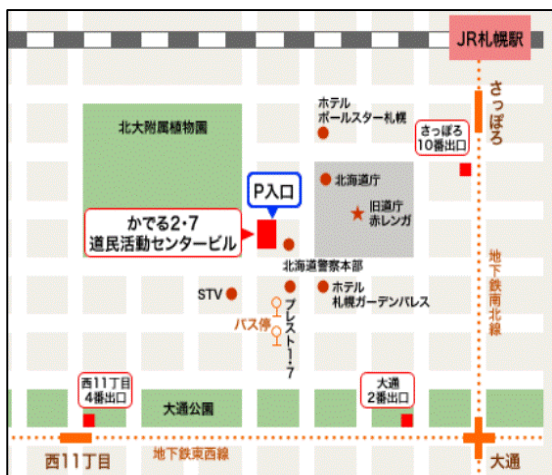 JR札幌駅
さっぽろ
ホテル
ポールスター札幌
さっぽろ
10番出口
北大附属植物園
北海道庁
P入口
旧道庁
赤レンガ
かでる2・7
道民活動センタービル
北海道警察本部
地下鉄南北線
STV
ホテル
札幌ガーデンパレス
プレスト1・7
バス停
西11丁目
4番出口
大通公園
大通
2番出口
地下鉄東西線
西11丁目
大通